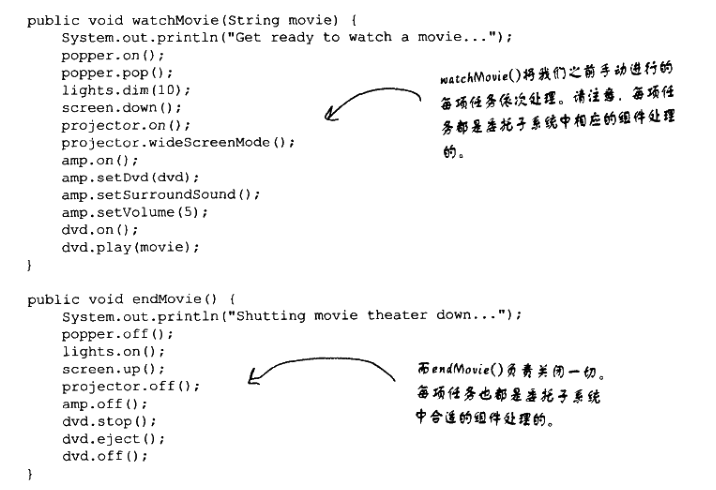 public void watchMovie(String movie) {
    System.out.println("Get ready to watch a movie...");
    popper.on();
    popper.pop();
    lights.dim(10);
    screen.down();
    projector.on();
    projector.wideScreenMode();
    amp.on();
    amp.setDvd(dvd);
    amp.setSurroundSound();
    amp.setVolume(5);
    dvd.on();
    dvd.play(movie);
}
watchMovie()将我们之前手动进行的
每项任务依次处理。请注意，每项任
务都是委托子系统中相应的组件处理
的。
public void endMovie() {
    System.out.println("Shutting movie theater down...");
    popper.off();
    lights.on();
    screen.up();
    projector.off();
    amp.off();
    dvd.stop();
    dvd.eject();
    dvd.off();
}
而endMovie()负责关闭一切。
每项任务也都是委托子系统
中合适的组件处理的。